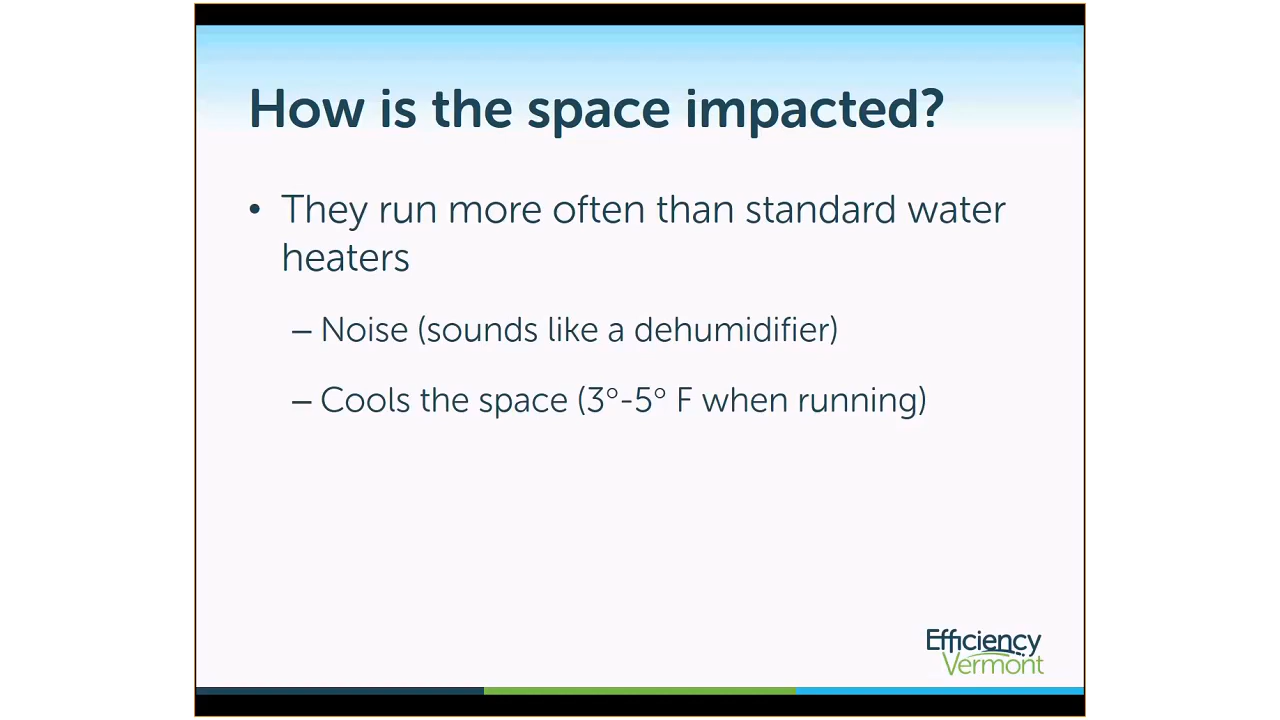 How is the space impacted?
• They run more often than standard water
heaters
– Noise (sounds like a dehumidifier)
– Cools the space (3°-5° F when running)
Efficiency
Vermont